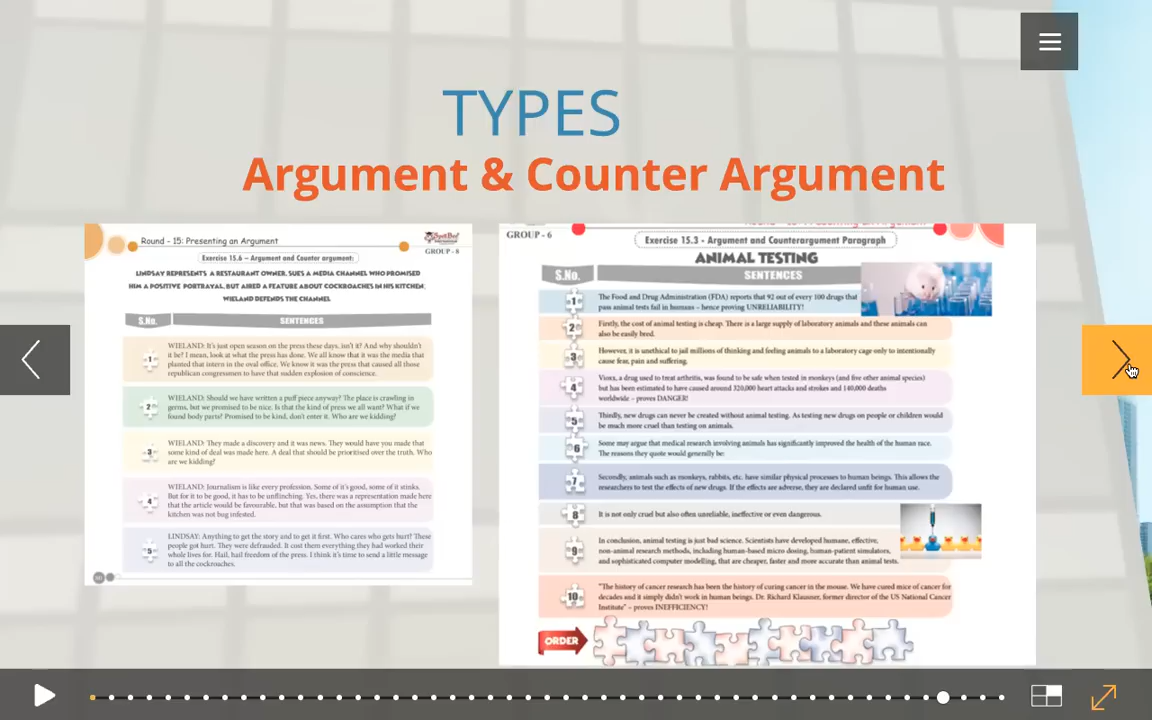 TYPES
Argument & Counter Argument
Round - 15: Presenting an Argument
GROUP - 8
Exercise 15.6 – Argument and Counter argument:
LINDSAY REPRESENTS A RESTAURANT OWNER, SUES A MEDIA CHANNEL WHO PROMISED
HIM A POSITIVE PORTRAYAL, BUT AIRED A FEATURE ABOUT COCKROACHES IN HIS KITCHEN.
WIELAND DEFENDS THE CHANNEL
S.No. SENTENCES
1 WIELAND: It's just open season on the press these days, isn't it? And why shouldn't
it be? I mean, look at what the press has done. We all know that it was the media that
planted that intern in the oval office. We know it was the press that caused all those
republican congressmen to have that sudden explosion of conscience.
2 WIELAND: Should we have written a puff piece anyway? The place is crawling in
germs, but we promised to be nice. Is that the kind of press we all want? What if we
found body parts? Promised to be kind, don't enter it. Who are we kidding?
3 WIELAND: They made a discovery and it was news. They would have you made that
some kind of deal was made here. A deal that should be prioritised over the truth. Who
are we kidding?
4 WIELAND: Journalism is like every profession. Some of it's good, some of it stinks.
But for it to be good, it has to be unflinching. Yes, there was a representation made here
that the article would be favourable, but that was based on the assumption that the
kitchen was not bug infested.
5 LINDSAY: Anything to get the story and to get it first. Who cares who gets hurt? These
people got hurt. They were defrauded. It cost them everything they had worked their
whole lives for. Hail, hail freedom of the press. I think it's time to send a little message
to all the cockroaches.
GROUP - 6
Exercise 15.3 - Argument and Counterargument Paragraph
ANIMAL TESTING
S.No. SENTENCES
1 The Food and Drug Administration (FDA) reports that 92 out of every 100 drugs that
pass animal tests fail in humans – hence proving UNRELIABILITY!
2 Firstly, the cost of animal testing is cheap. There is a large supply of laboratory animals and these animals can
also be easily bred.
3 However, it is unethical to jail millions of thinking and feeling animals to a laboratory cage only to intentionally
cause fear, pain and suffering.
4 Vioxx, a drug used to treat arthritis, was found to be safe when tested in monkeys (and five other animal species)
but has been estimated to have caused around 320,000 heart attacks and strokes and 140,000 deaths
worldwide – proves DANGER!
5 Thirdly, new drugs can never be created without animal testing. As testing new drugs on people or children would
be much more cruel than testing on animals.
6 Some may argue that medical research involving animals has significantly improved the health of the human race.
The reasons they quote would generally be:
7 Secondly, animals such as monkeys, rabbits, etc. have similar physical processes to human beings. This allows the
researchers to test the effects of new drugs. If the effects are adverse, they are declared unfit for human use.
8 It is not only cruel but also often unreliable, ineffective or even dangerous.
9 In conclusion, animal testing is just bad science. Scientists have developed humane, effective,
non-animal research methods, including human-based micro dosing, human-patient simulators,
and sophisticated computer modelling, that are cheaper, faster and more accurate than animal tests.
10 "The history of cancer research has been the history of curing cancer in the mouse. We have cured mice of cancer for
decades and it simply didn't work in human beings. Dr. Richard Klausner, former director of the US National Cancer
Institute" – proves INEFFICIENCY!
ORDER